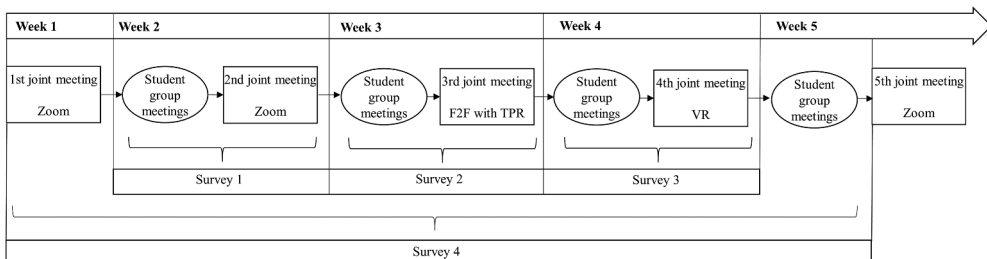 Week 1
Week 2
Week 3
Week 4
Week 5
1st joint meeting
Zoom
Student
group
meetings
2nd joint meeting
Zoom
Student
group
meetings
3rd joint meeting
F2F with TPR
Student
group
meetings
4th joint meeting
VR
Student
group
meetings
5th joint meeting
Zoom
Survey 1
Survey 2
Survey 3
Survey 4